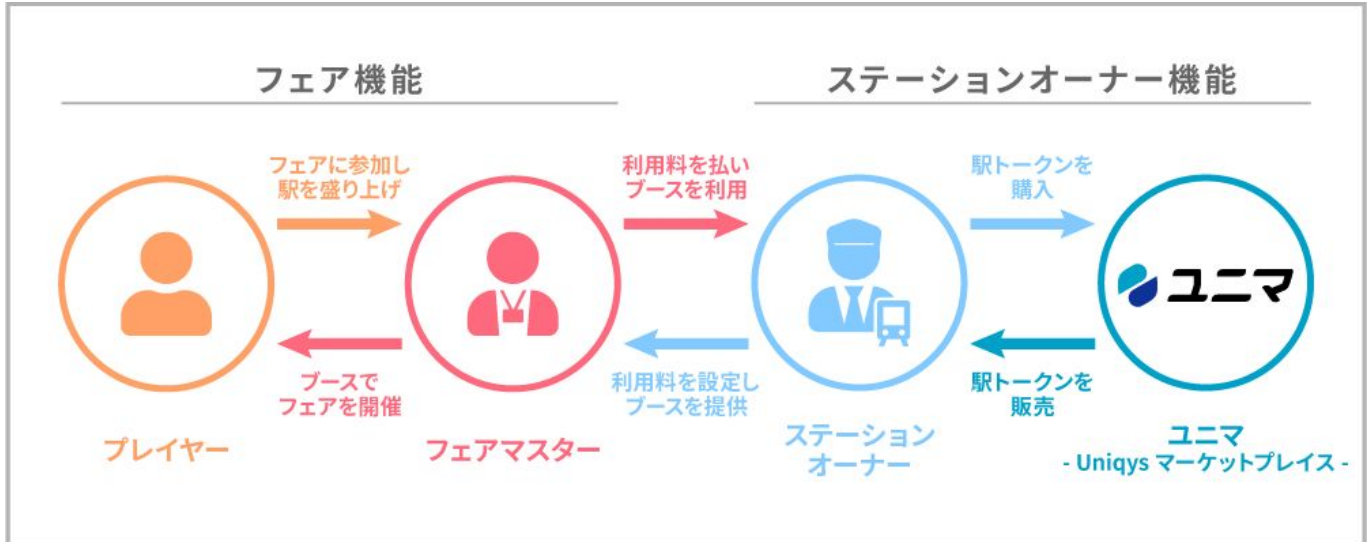 フェア機能
ステーションオーナー機能
フェアに参加し
駅を盛り上げ
利用料を払い
ブースを利用
駅トークンを
購入
ユニマ
ブースで
フェアを開催
利用料を設定し
ブースを提供
駅トークンを
販売
プレイヤー
フェアマスター
ステーション
オーナー
ユニマ
- Uniqys マーケットプレイス -